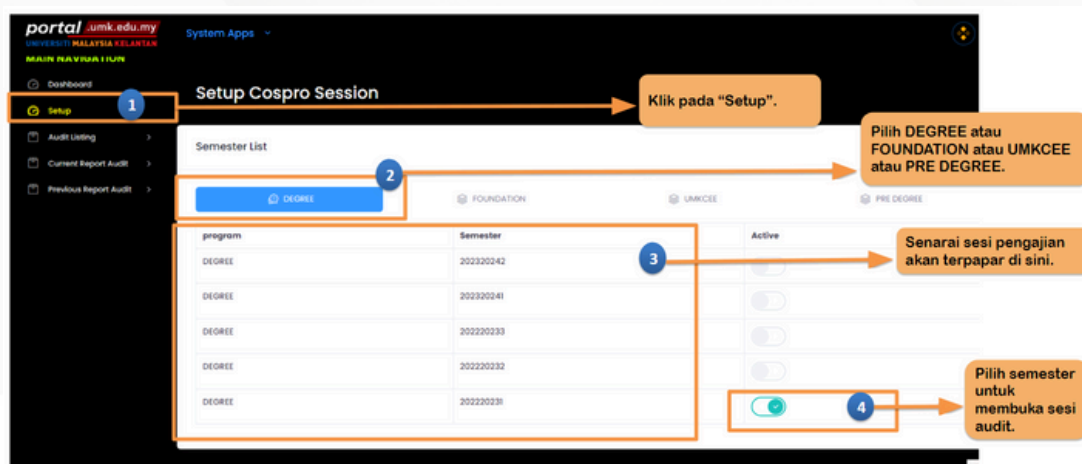 portal .umk.edu.my
UNIVERSITI MALAYSIA KELANTAN
System Apps
MAIN NAVIGATION
Dashboard
Setup
1
Audit Listing
Current Report Audit
Previous Report Audit
Setup Cospro Session
Klik pada "Setup".
Semester List
Pilih DEGREE atau
FOUNDATION atau UMKCEE
atau PRE DEGREE.
2
DEGREE
FOUNDATION
UMKCEE
PRE DEGREE
program Semester Active
Senarai sesi pengajian
akan terpapar di sini.
3
DEGREE 202320242
DEGREE 202320241
DEGREE 202220233
DEGREE 202220232
DEGREE 202220231
4
Pilih semester
untuk
membuka sesi
audit.